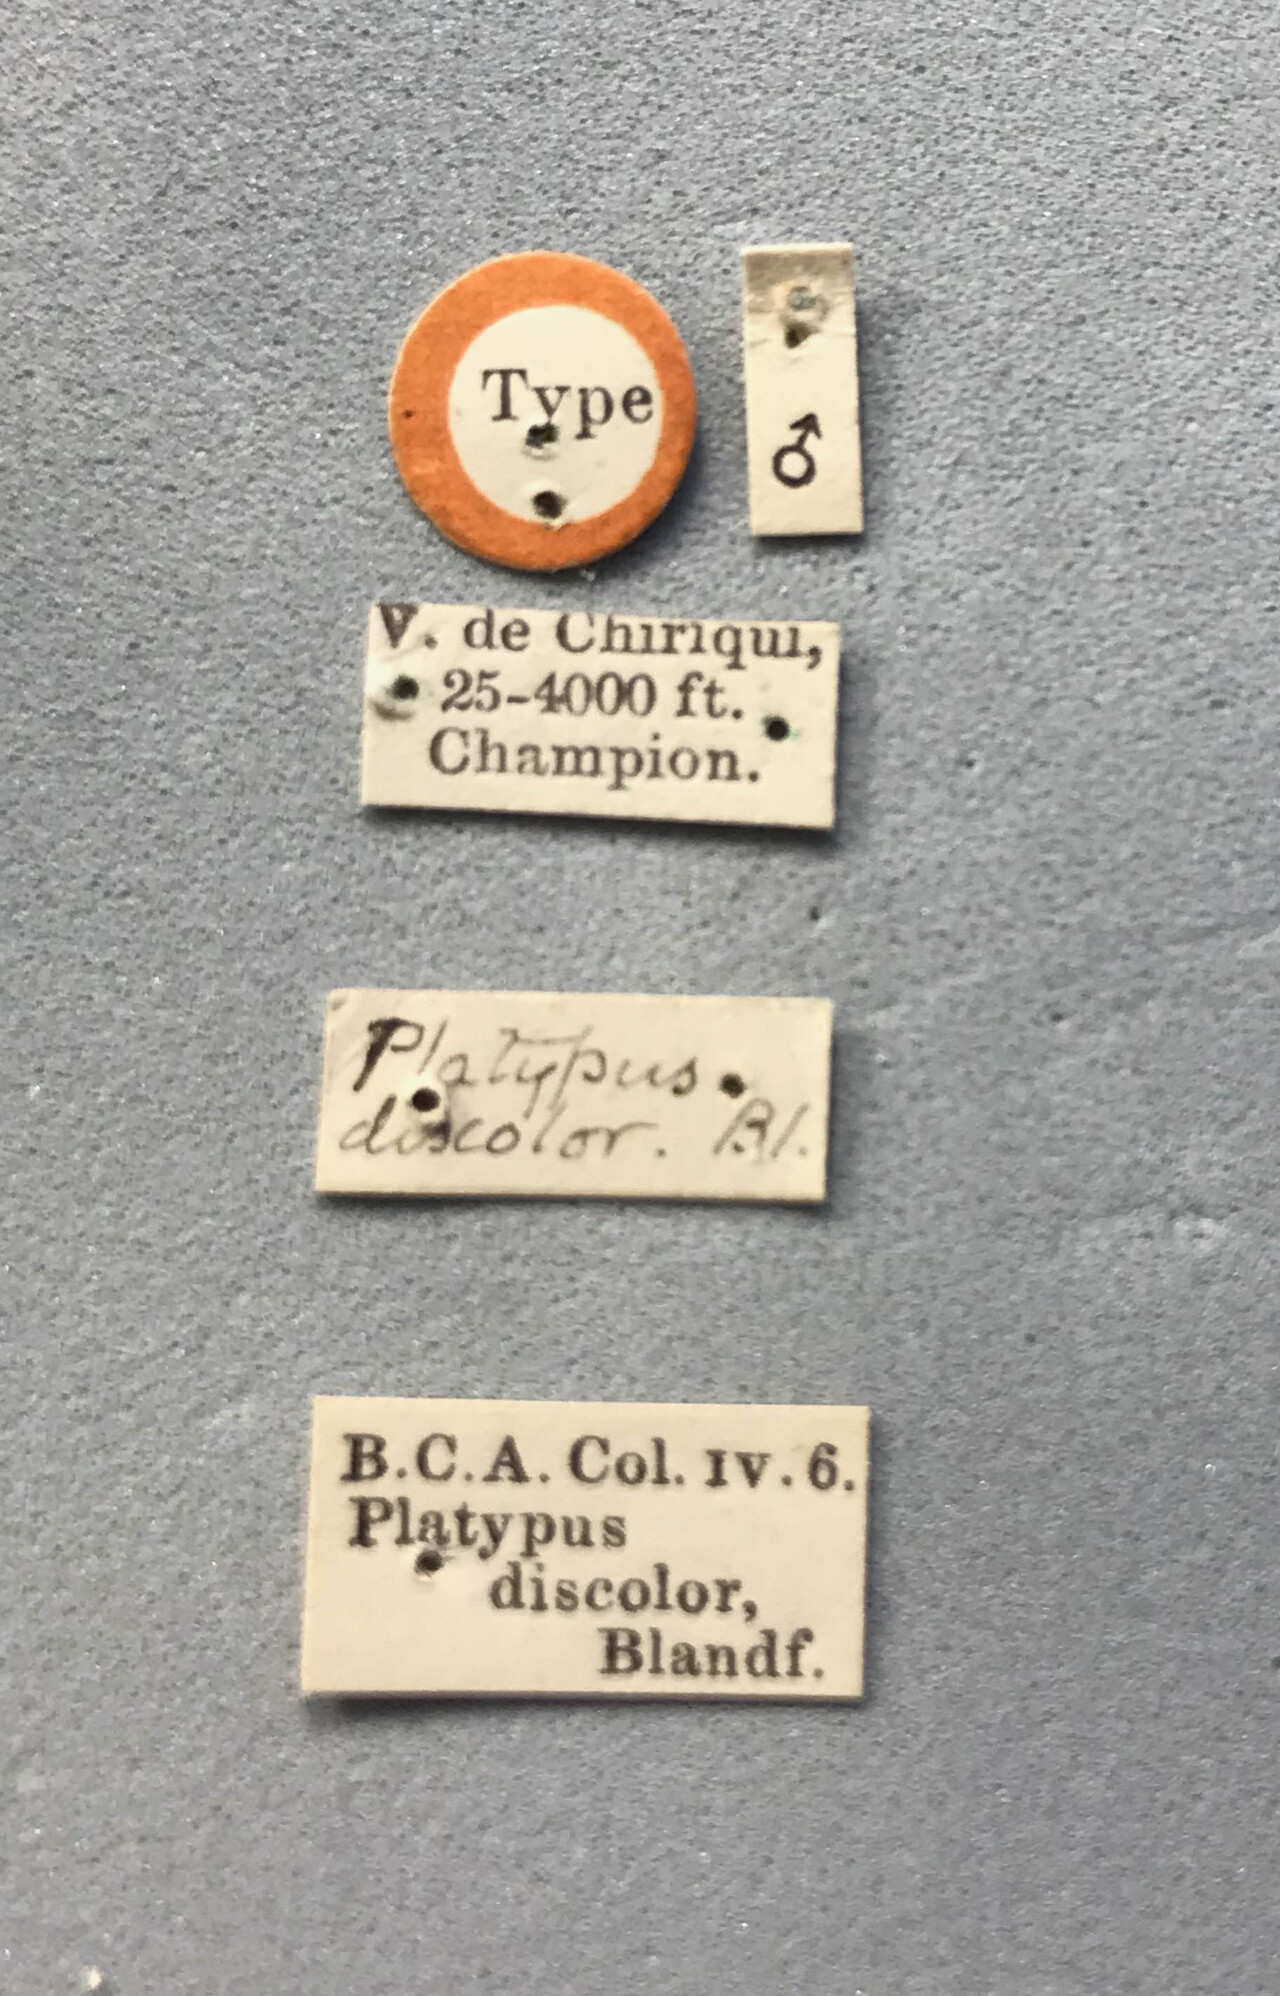 Type
♂
V. de Chiriqui,
25-4000 ft.
Champion.
Platypus
discolor. Bl.
B.C.A. Col. IV. 6.
Platypus
discolor,
Blandf.